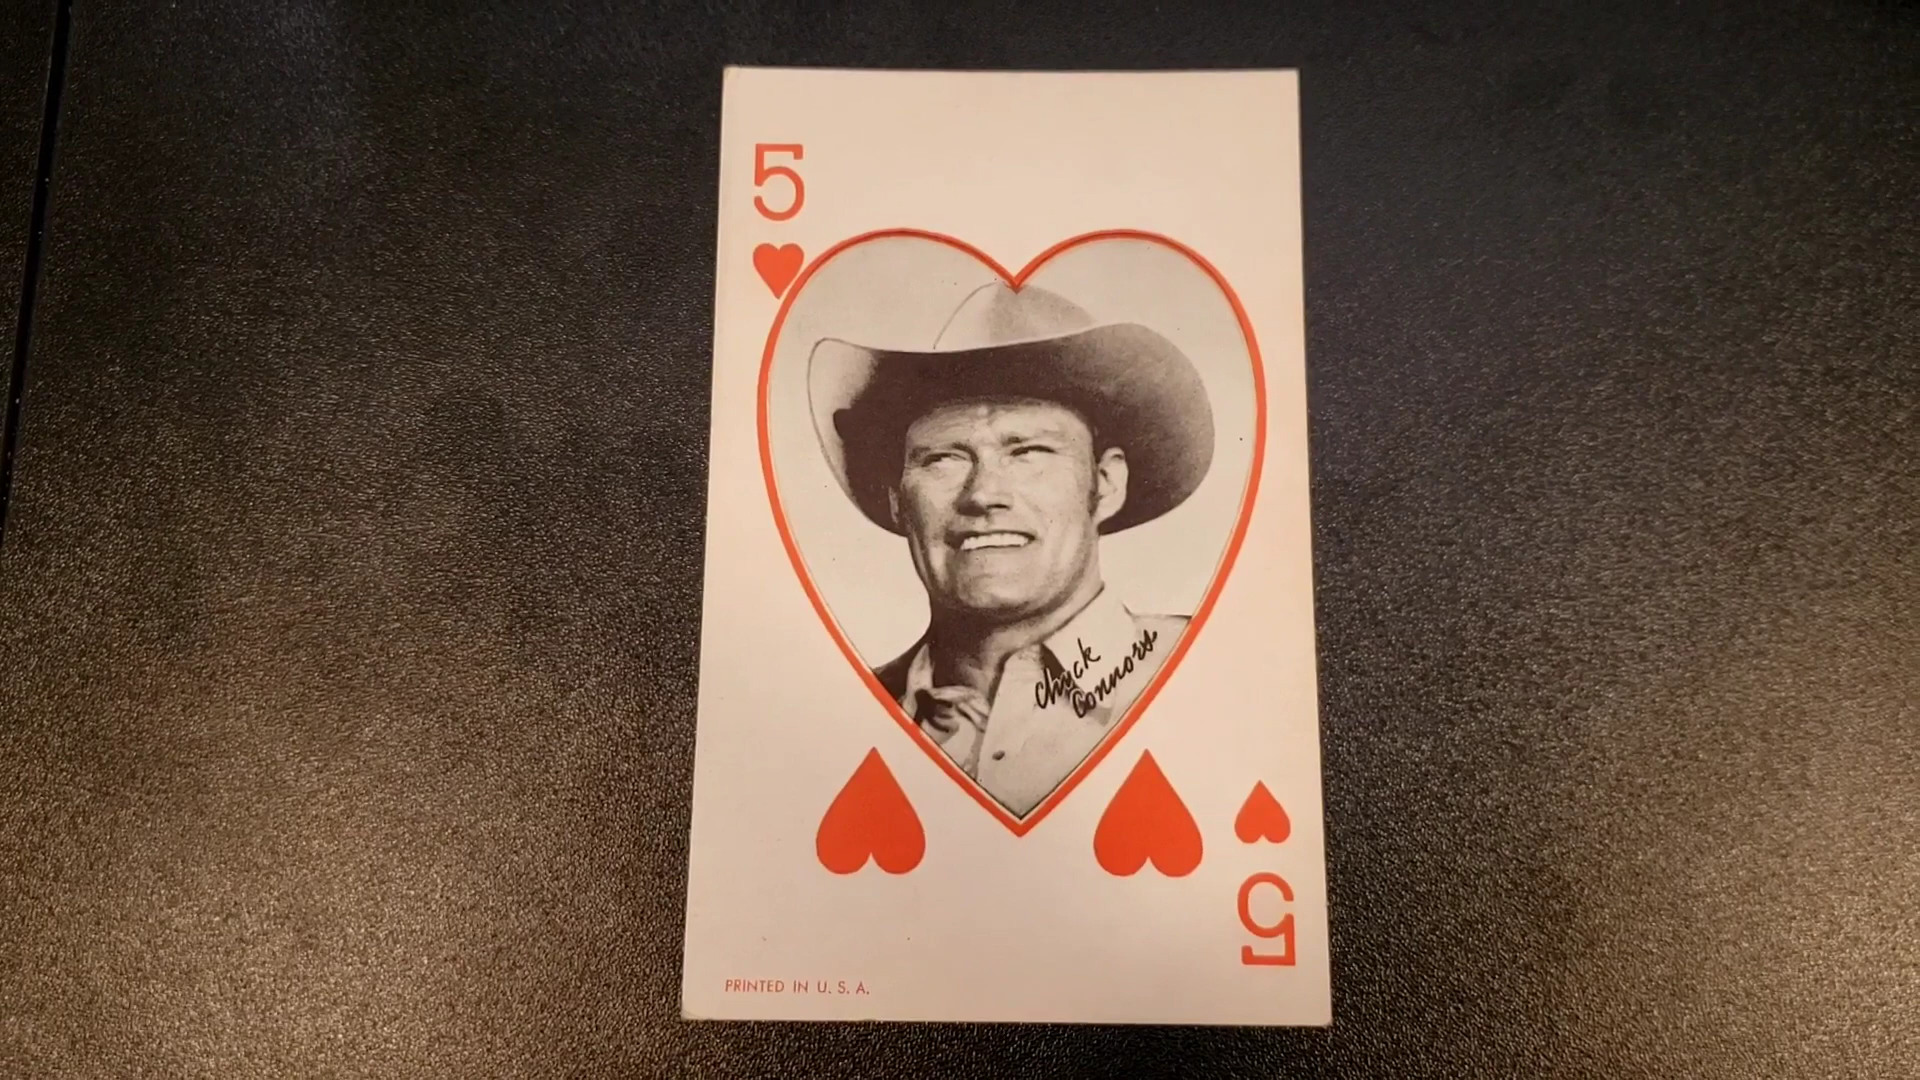 5
Chuck
Connors
5
PRINTED IN U. S. A.